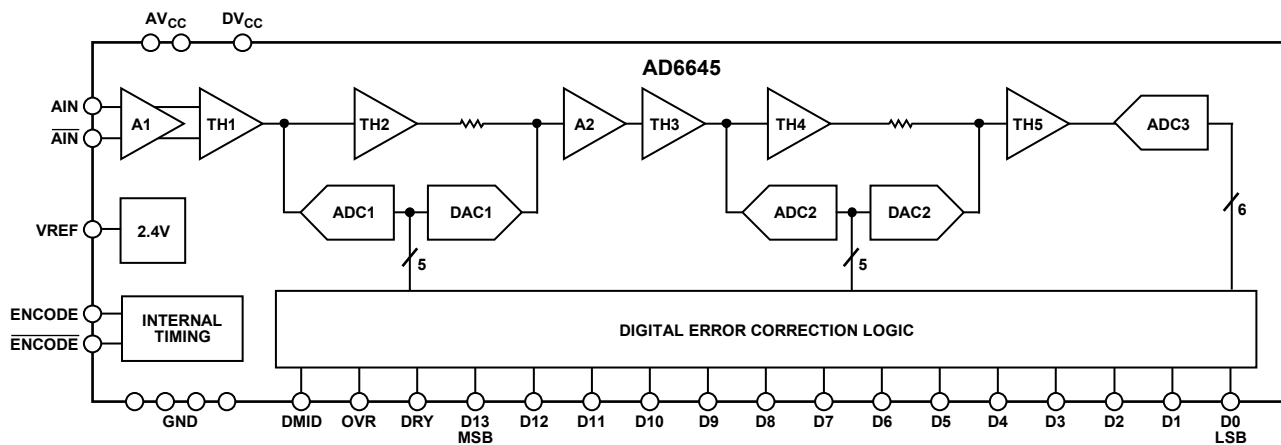 AVCC DVCC
AD6645
AIN
AIN
A1
TH1
TH2
A2
TH3
TH4
TH5
ADC3
ADC1
DAC1
ADC2
DAC2
VREF
2.4V
5
5
6
ENCODE
ENCODE
INTERNAL
TIMING
DIGITAL ERROR CORRECTION LOGIC
GND
DMID
OVR
DRY
D13
MSB
D12
D11
D10
D9
D8
D7
D6
D5
D4
D3
D2
D1
D0
LSB